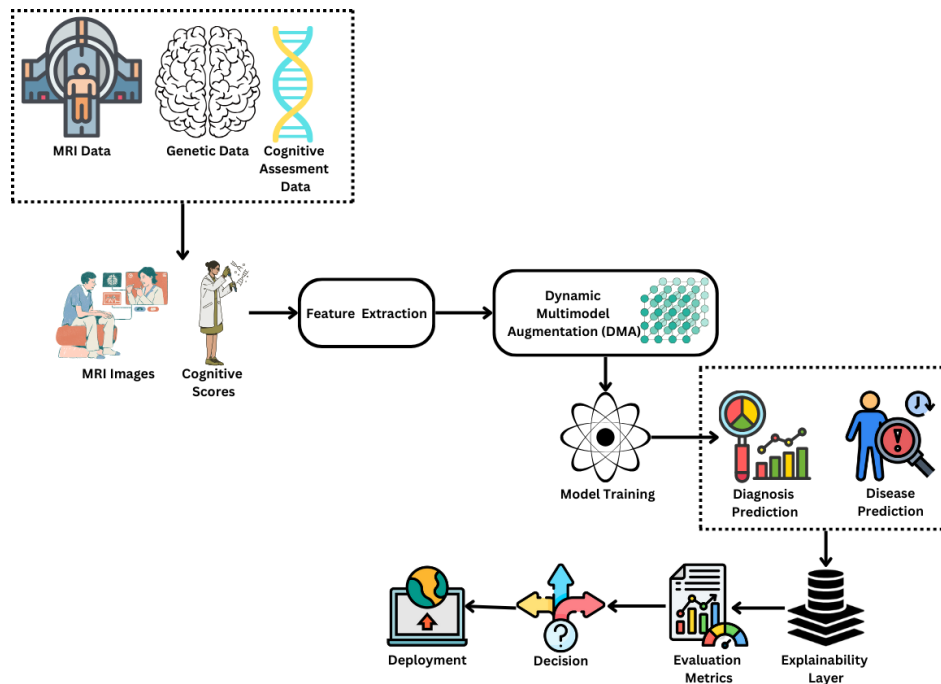 MRI Data
Genetic Data
Cognitive
Assesment
Data
MRI Images
Cognitive
Scores
Feature Extraction
Dynamic
Multimodel
Augmentation (DMA)
Model Training
Diagnosis
Prediction
Disease
Prediction
Deployment
Decision
Evaluation
Metrics
Explainability
Layer